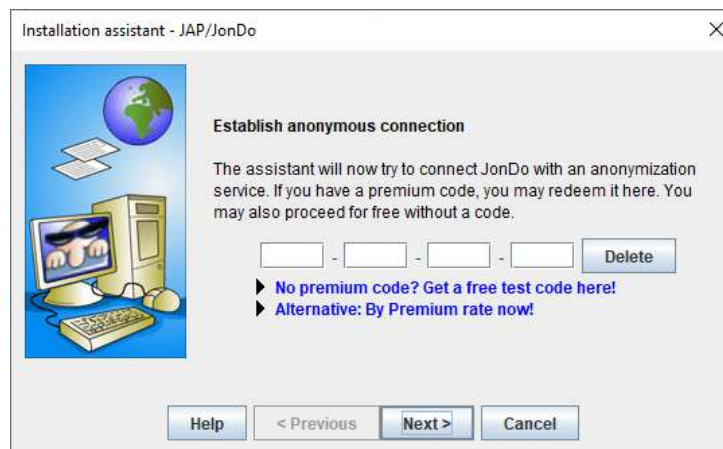 Installation assistant - JAP/JonDo
Establish anonymous connection
The assistant will now try to connect JonDo with an anonymization
service. If you have a premium code, you may redeem it here. You
may also proceed for free without a code.
- - - Delete
No premium code? Get a free test code here!
Alternative: By Premium rate now!
Help < Previous Next > Cancel